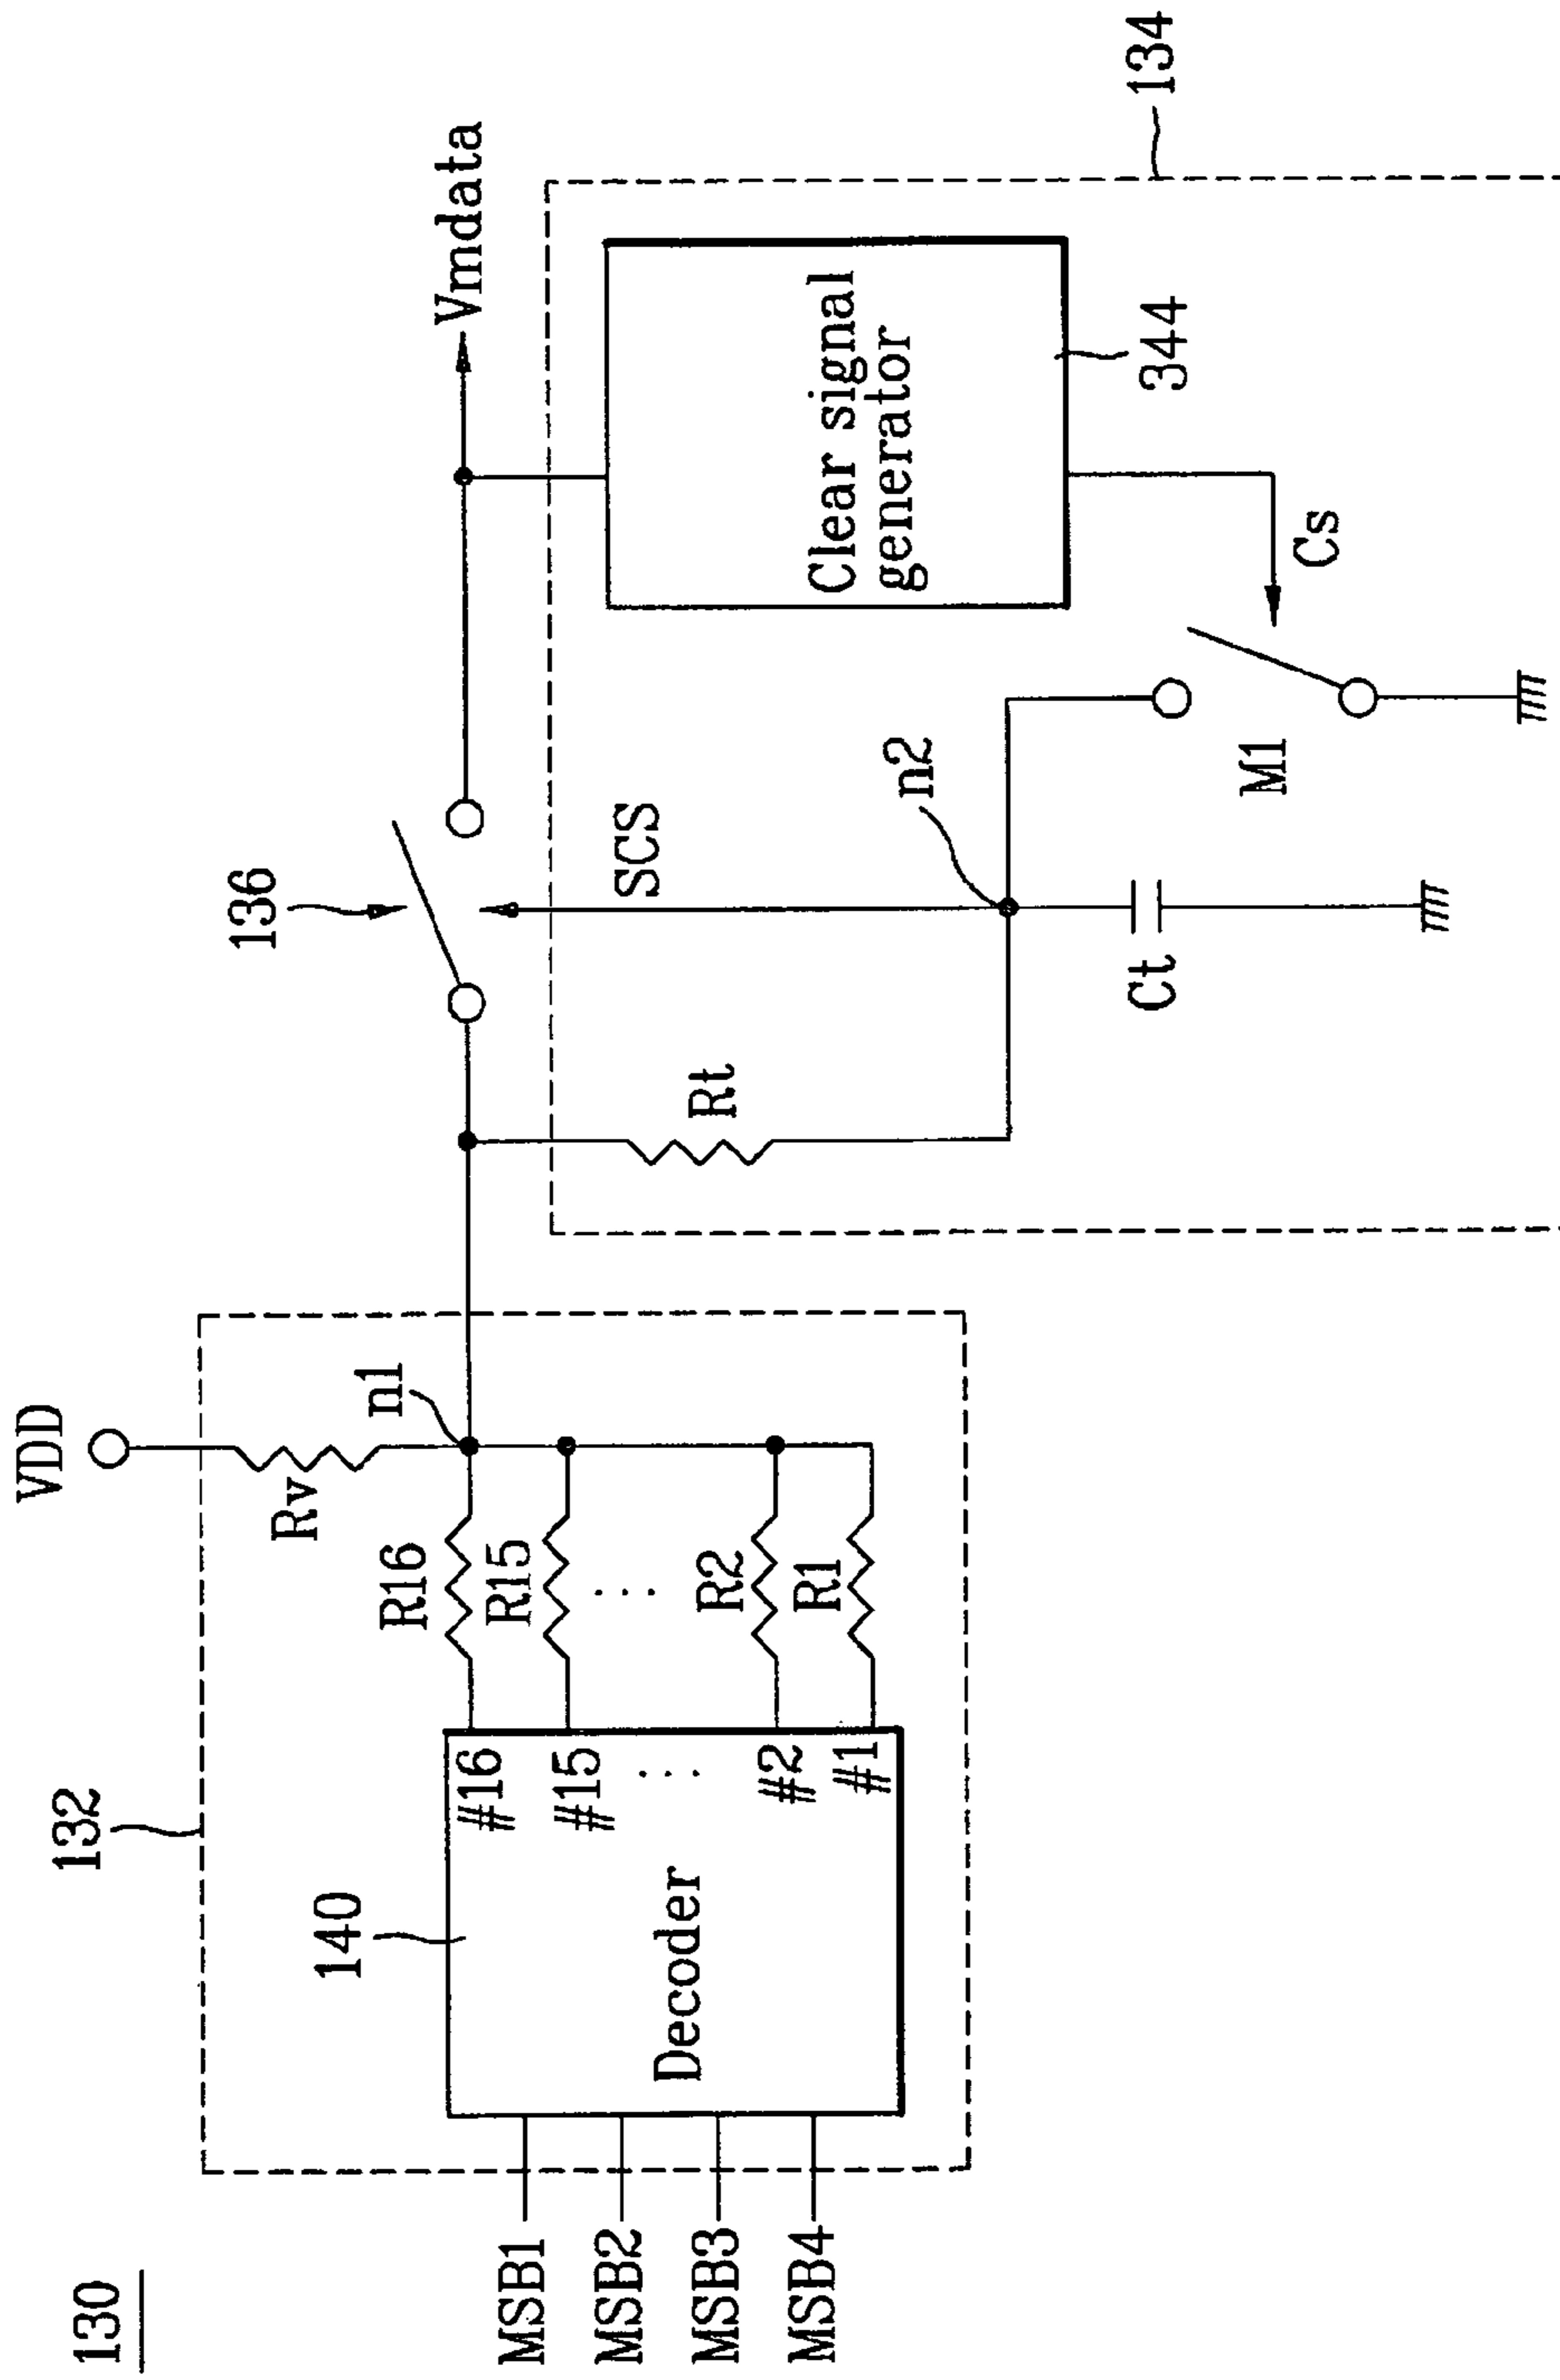 130
132
VDD
136
Vmdata
140
Rv
n1
MSB1
MSB2
MSB3
MSB4
Decoder
#16
#15
⋮
#2
#1
R16
R15
⋮
R2
R1
Rt
SCS
n2
Ct
M1
Cs
Clear signal
generator
344
134